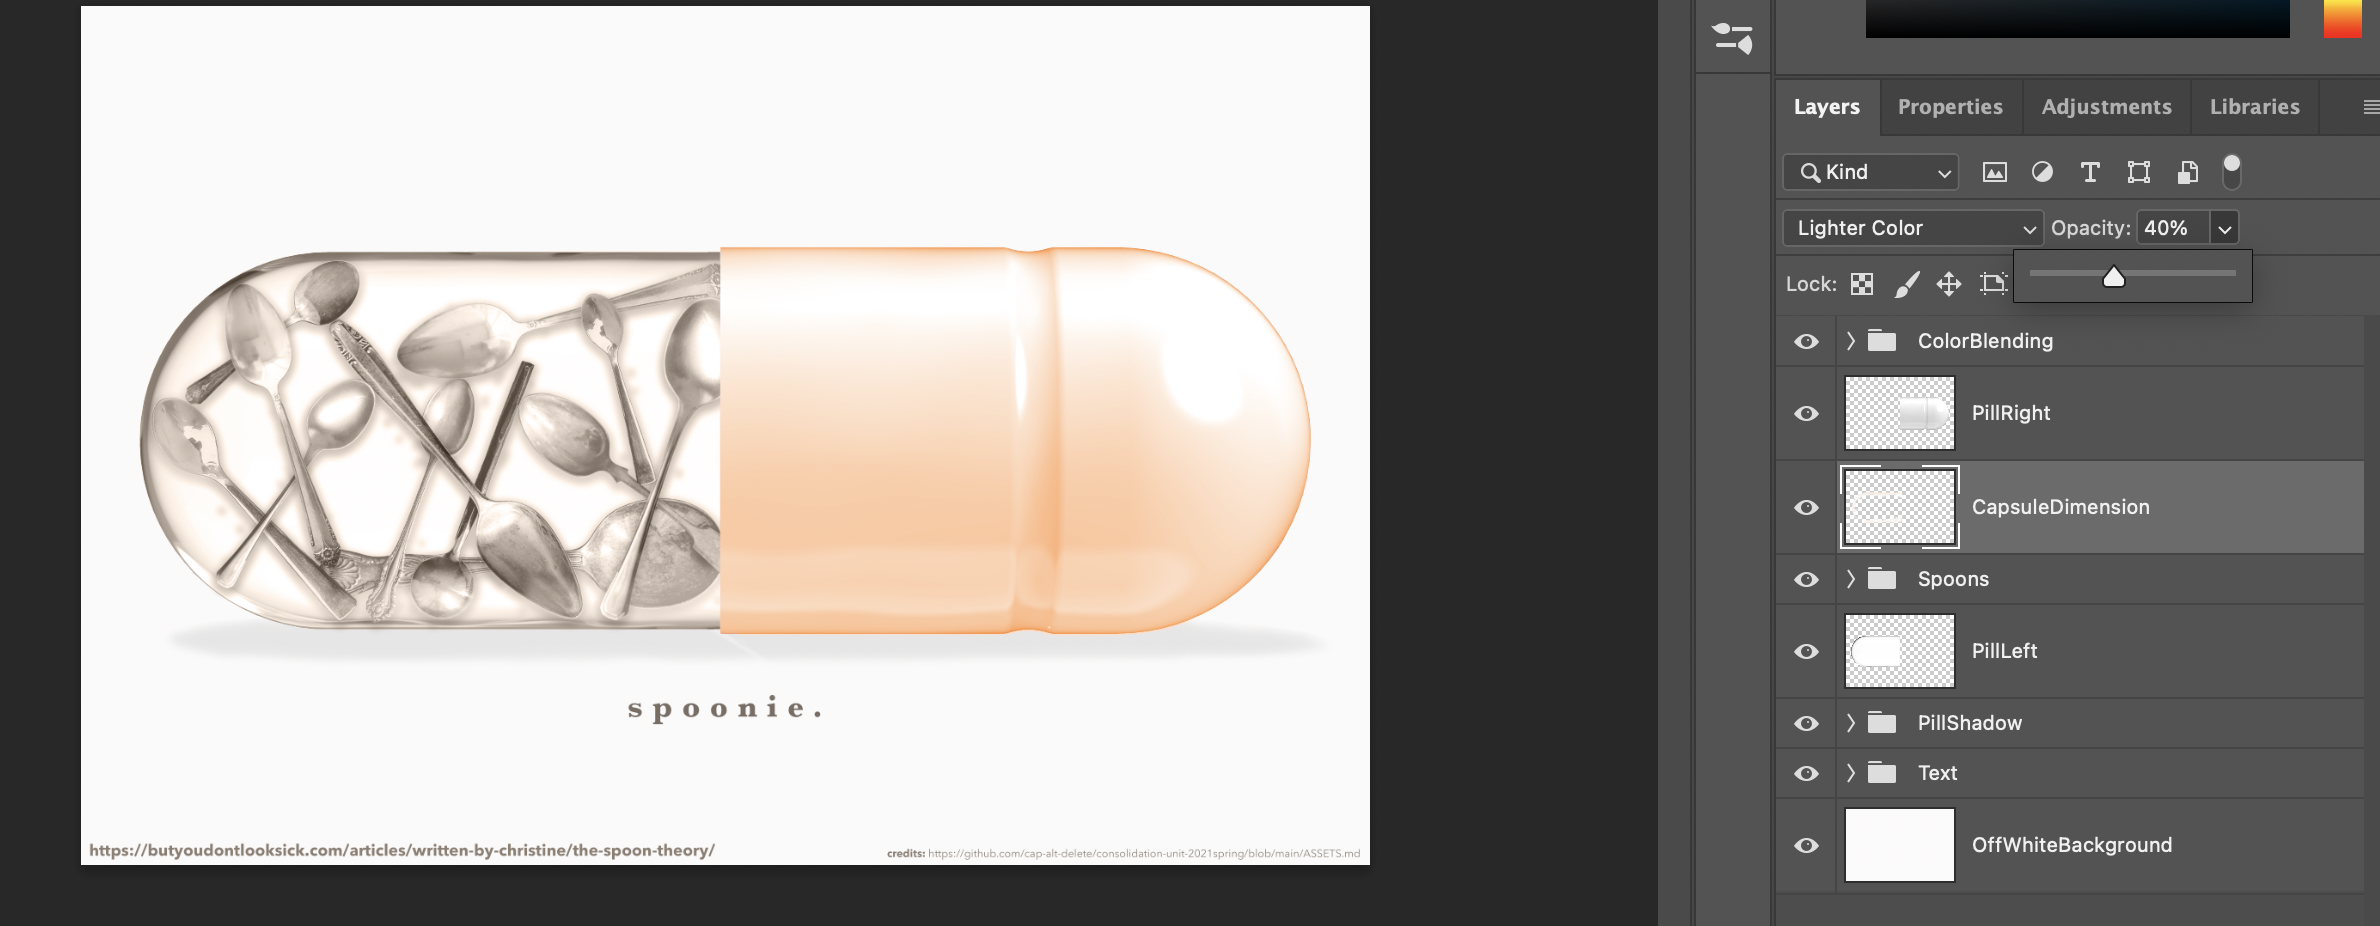 spoonie.
https://butyoudontlooksick.com/articles/written-by-christine/the-spoon-theory/
credits: https://github.com/cap-alt-delete/consolidation-unit-2021spring/blob/main/ASSETS.md
Layers Properties Adjustments Libraries
Kind
Lighter Color Opacity: 40%
Lock:
ColorBlending
PillRight
CapsuleDimension
Spoons
PillLeft
PillShadow
Text
OffWhiteBackground